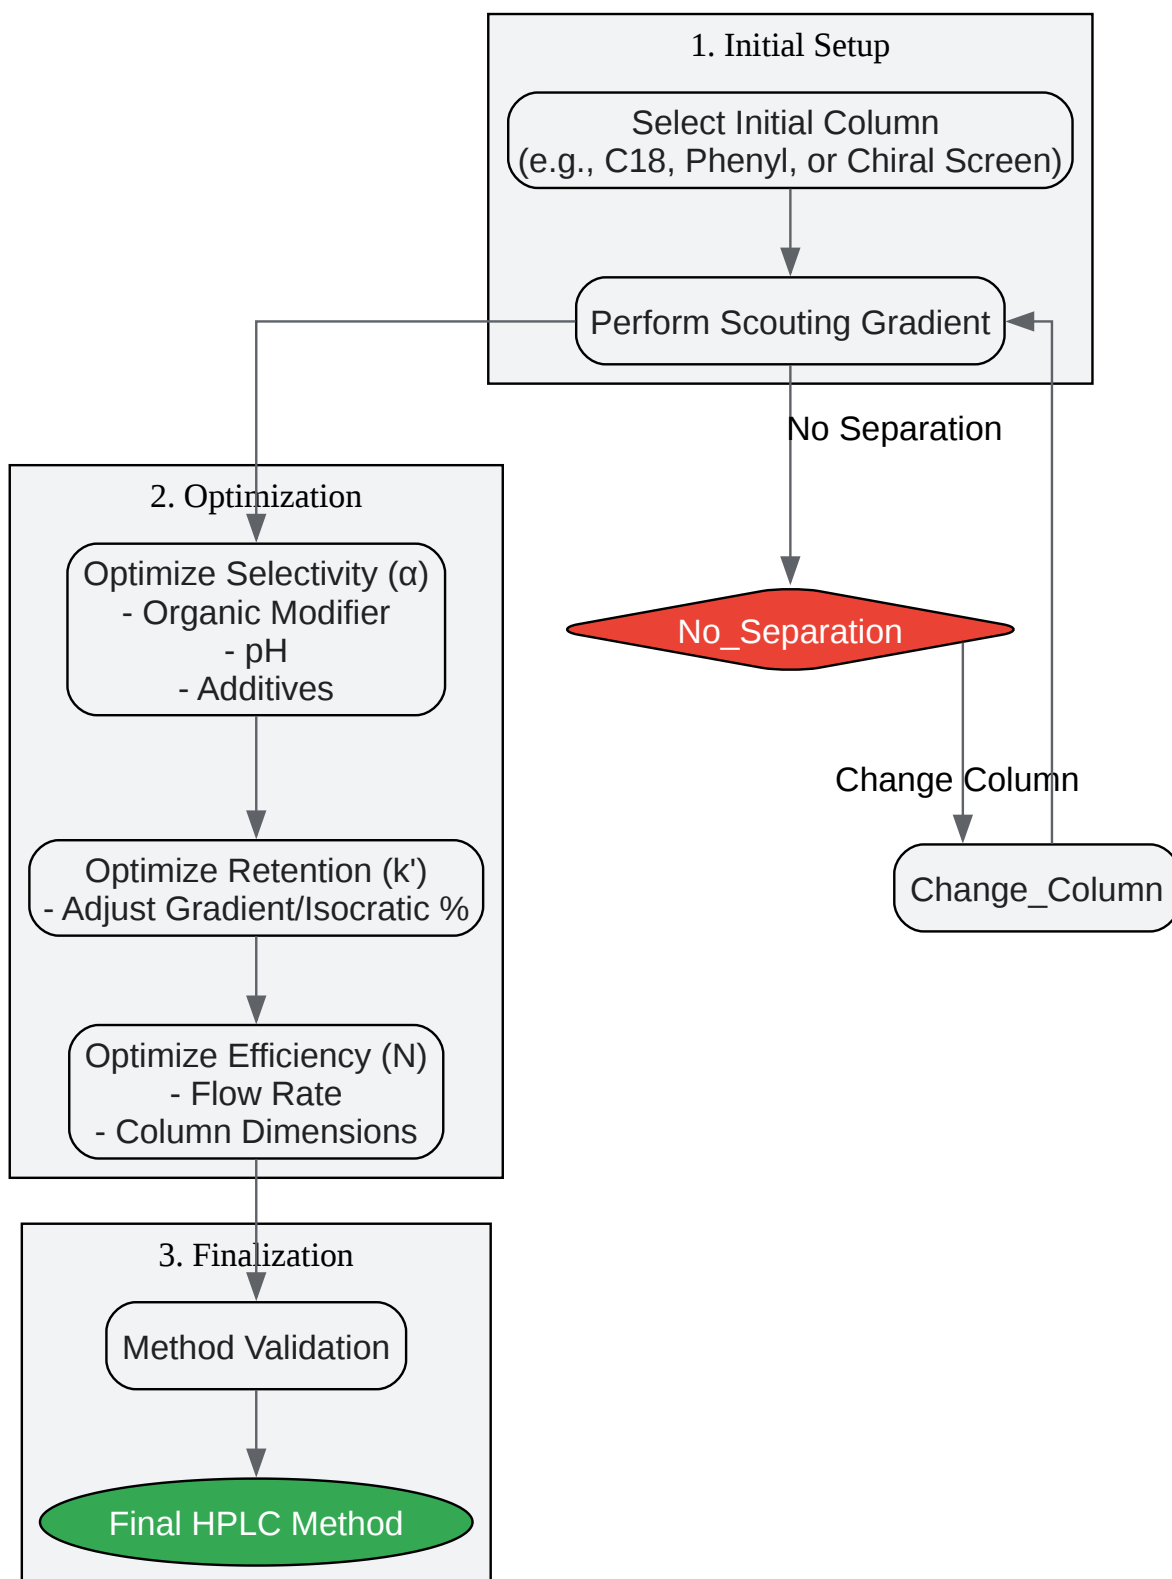 1. Initial Setup
Select Initial Column
(e.g., C18, Phenyl, or Chiral Screen)
Perform Scouting Gradient
No Separation
2. Optimization
Optimize Selectivity (α)
- Organic Modifier
- pH
- Additives
No_Separation
Change Column
Optimize Retention (k')
- Adjust Gradient/Isocratic %
Change_Column
Optimize Efficiency (N)
- Flow Rate
- Column Dimensions
3. Finalization
Method Validation
Final HPLC Method